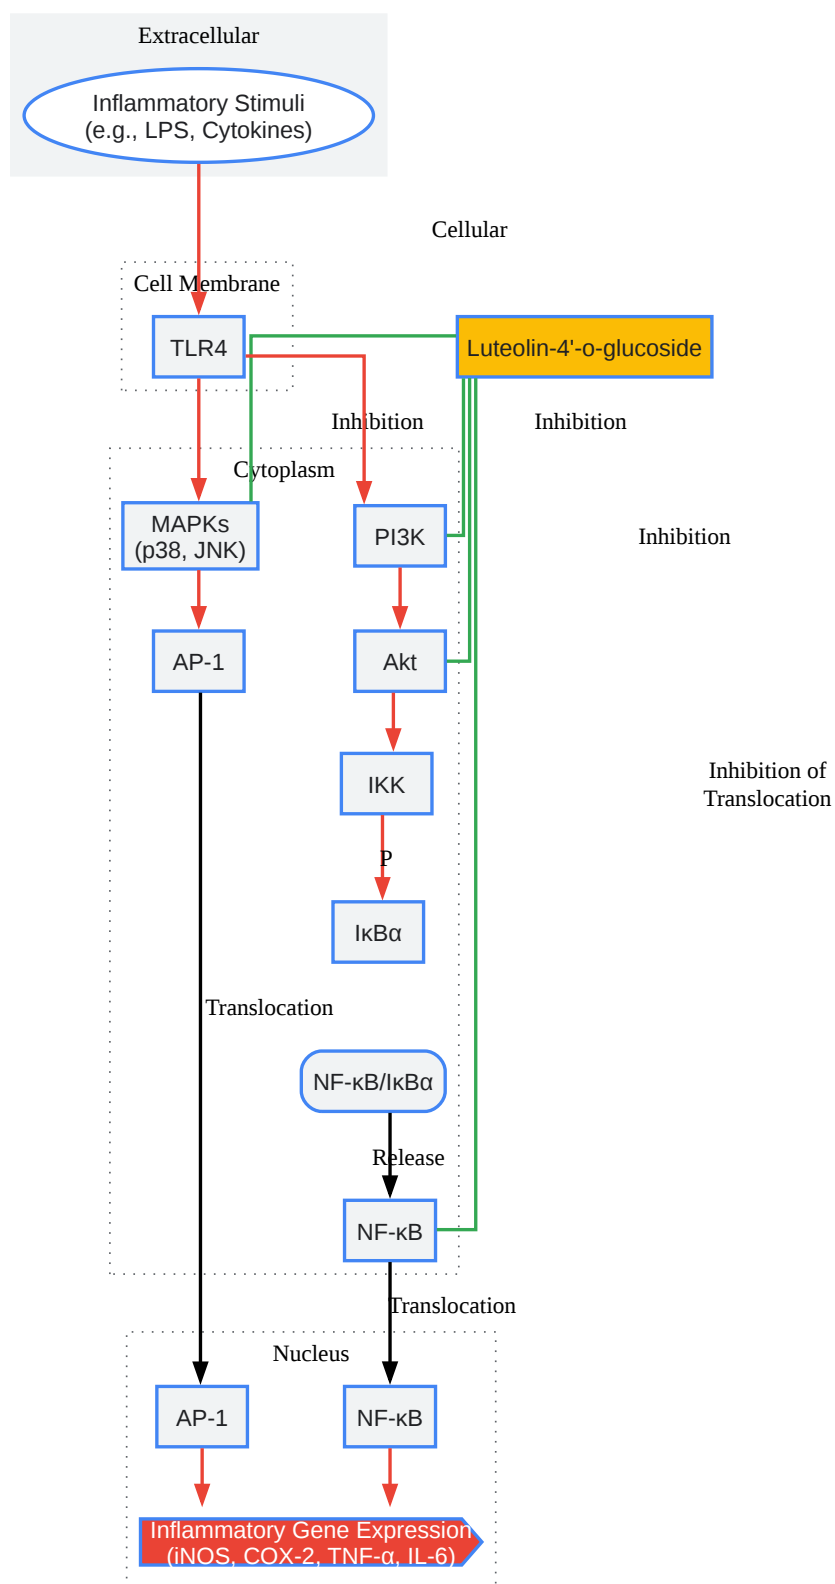 Extracellular
Inflammatory Stimuli
(e.g., LPS, Cytokines)
Cellular
Cell Membrane
TLR4
Luteolin-4'-o-glucoside
Inhibition
Inhibition
Cytoplasm
MAPKs
(p38, JNK)
PI3K
Inhibition
AP-1
Akt
IKK
Inhibition of
Translocation
P
IκBα
Translocation
NF-κB/IκBα
Release
NF-κB
Translocation
Nucleus
AP-1
NF-κB
Inflammatory Gene Expression
(iNOS, COX-2, TNF-α, IL-6)